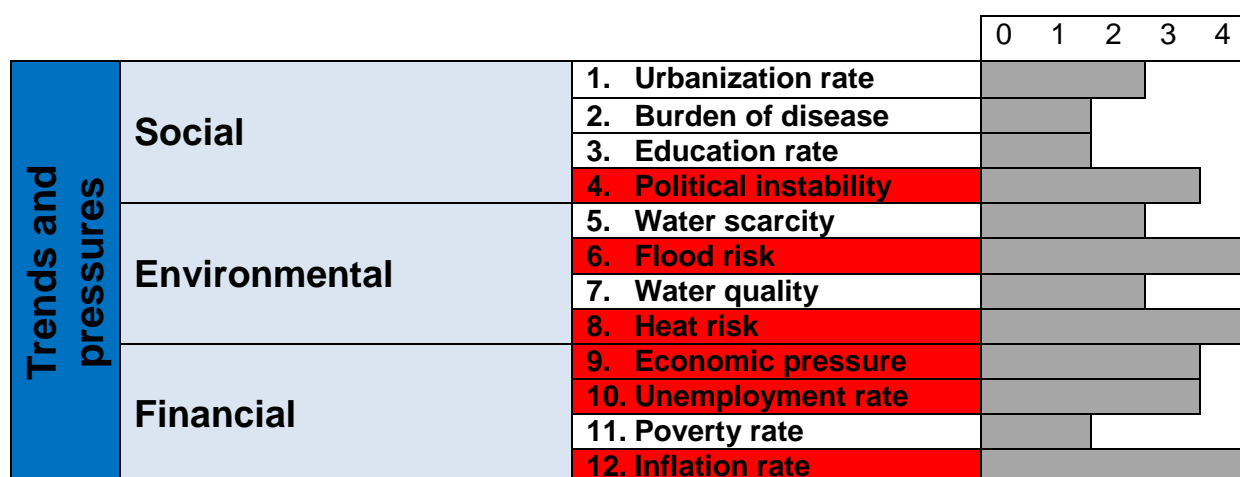 0 1 2 3 4
Trends and
pressures
Social
1. Urbanization rate
2. Burden of disease
3. Education rate
4. Political instability
Environmental
5. Water scarcity
6. Flood risk
7. Water quality
8. Heat risk
Financial
9. Economic pressure
10. Unemployment rate
11. Poverty rate
12. Inflation rate